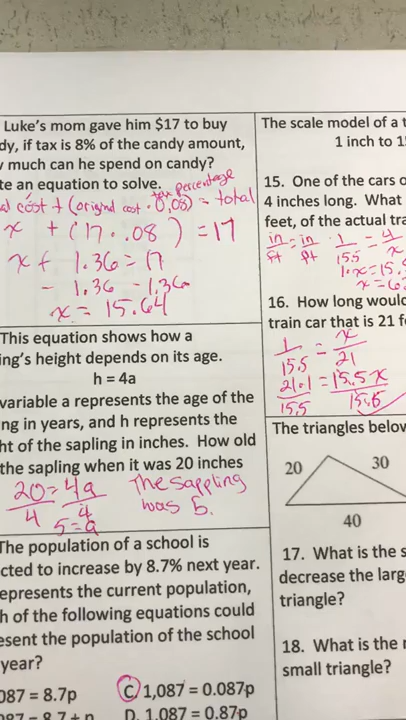 Luke's mom gave him $17 to buy
dy, if tax is 8% of the candy amount,
much can he spend on candy?
te an equation to solve.
tax percentage
al cost + (original cost · 0.08) = total
x + (17 · .08) = 17
x + 1.36 = 17
- 1.36 - 1.36
x = 15.64
This equation shows how a
ing's height depends on its age.
h = 4a
variable a represents the age of the
ng in years, and h represents the
ht of the sapling in inches. How old
the sapling when it was 20 inches
20 = 4a
4 4
5 = a
The sappling
was 5.
The population of a school is
cted to increase by 8.7% next year.
epresents the current population,
h of the following equations could
esent the population of the school
year?
087 = 8.7p
C 1,087 = 0.087p
087 = 8.7 + p
D. 1,087 = 0.87p
The scale model of a t
1 inch to 15
15. One of the cars o
4 inches long. What
feet, of the actual tra
in/ft = in/ft · 1/15.5 = 4/x
1·x = 15.
x = 6
16. How long would
train car that is 21 f
1/15.5 = x/21
21·1 = 15.5x
15.5 15.5
The triangles below
20
30
40
17. What is the s
decrease the larg
triangle?
18. What is the
small triangle?